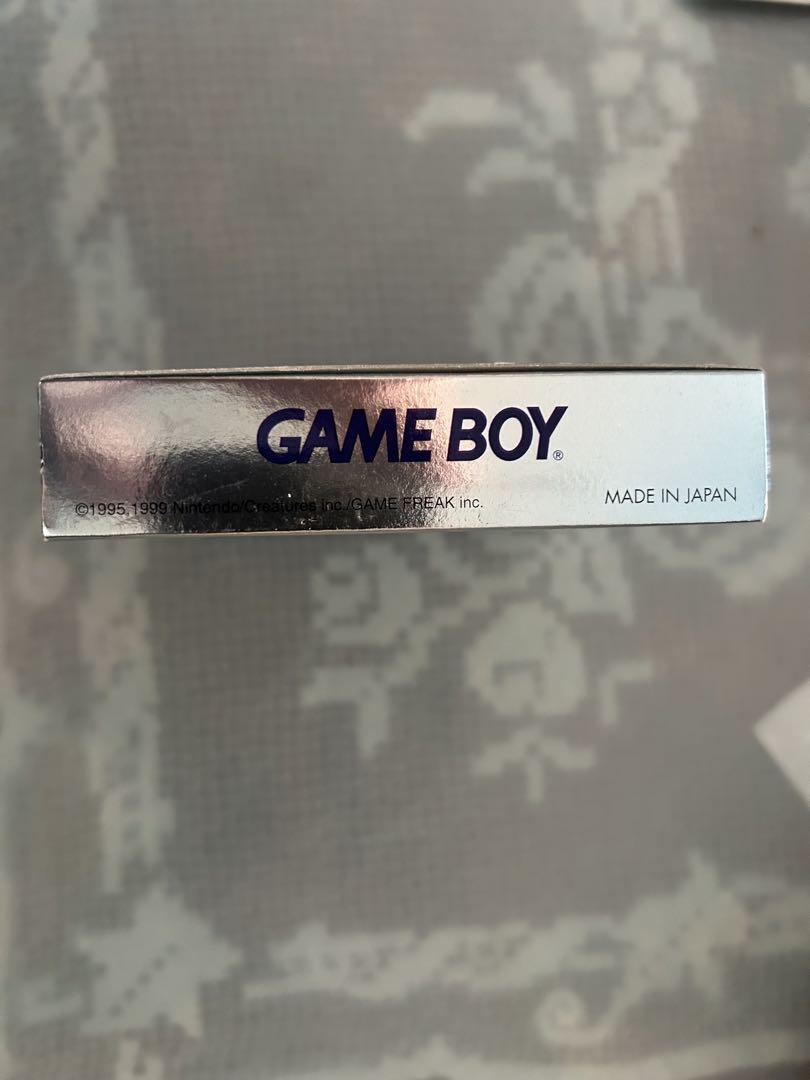 GAME BOY®
©1995,1999 Nintendo/Creatures inc./GAME FREAK inc.
MADE IN JAPAN